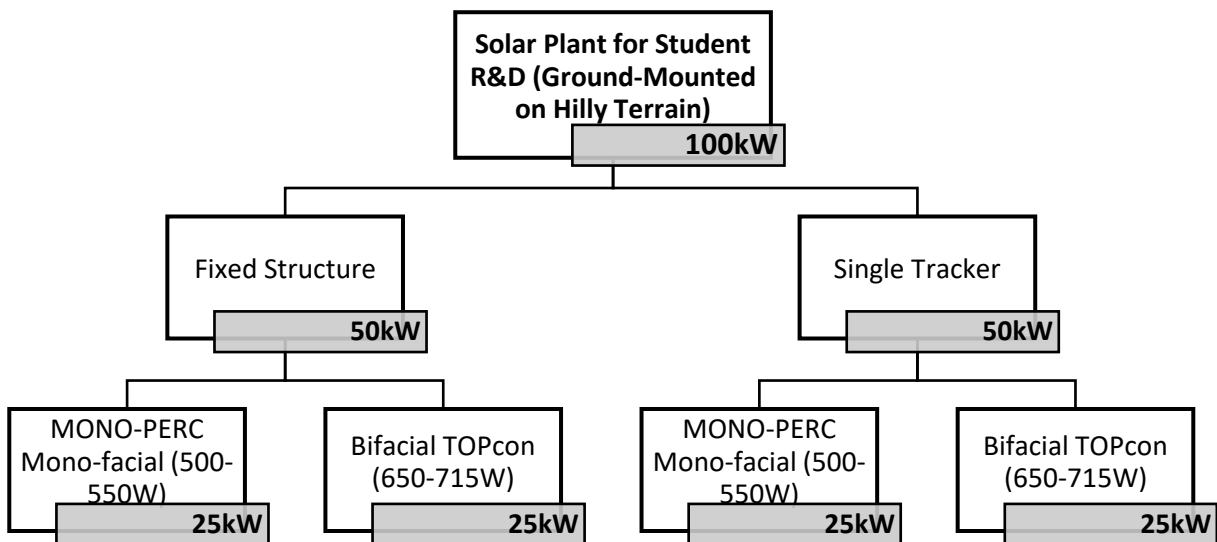 Solar Plant for Student
R&D (Ground-Mounted
on Hilly Terrain)
100kW
Fixed Structure
50kW
Single Tracker
50kW
MONO-PERC
Mono-facial (500-
550W)
25kW
Bifacial TOPcon
(650-715W)
25kW
MONO-PERC
Mono-facial (500-
550W)
25kW
Bifacial TOPcon
(650-715W)
25kW